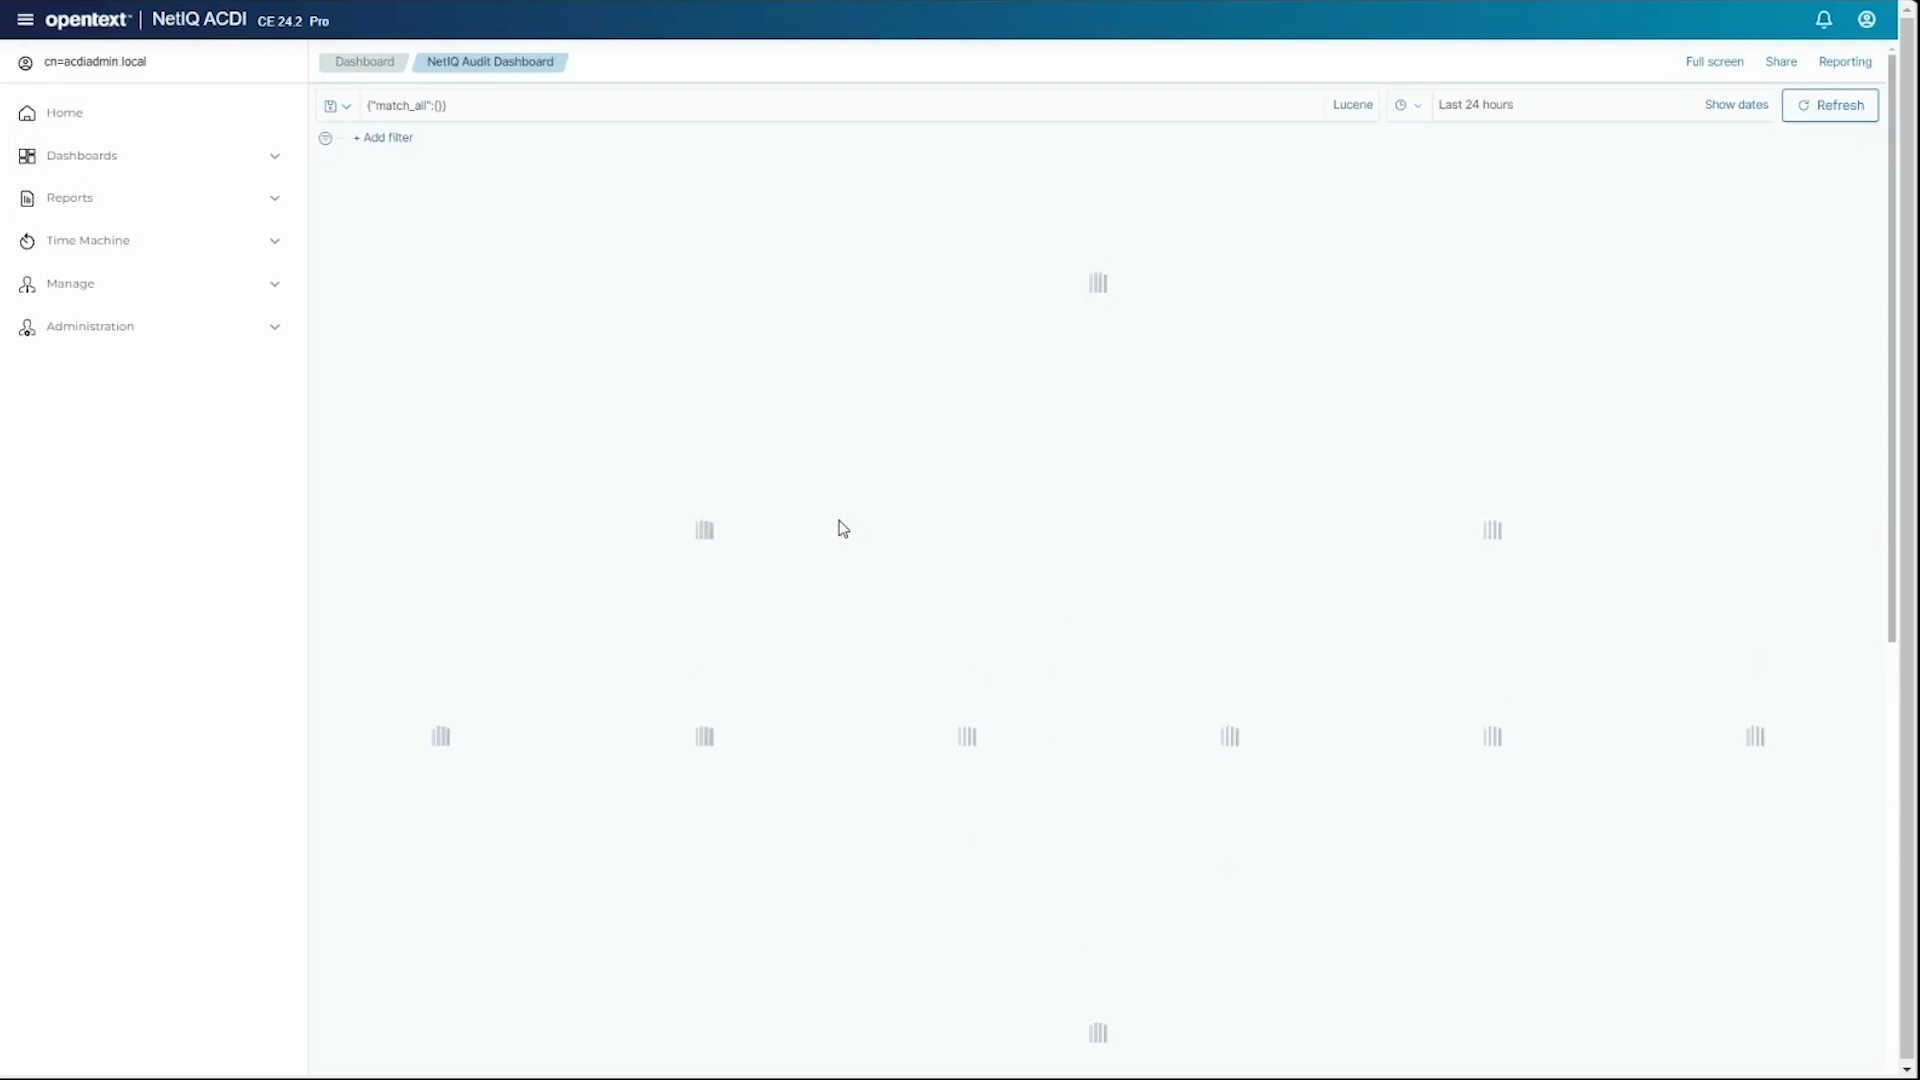 opentext™ | NetIQ ACDI CE 24.2 Pro
cn=acdiadmin.local
Home
Dashboards
Reports
Time Machine
Manage
Administration
Dashboard NetIQ Audit Dashboard Full screen Share Reporting
{"match_all":{}} Lucene Last 24 hours Show dates Refresh
+ Add filter